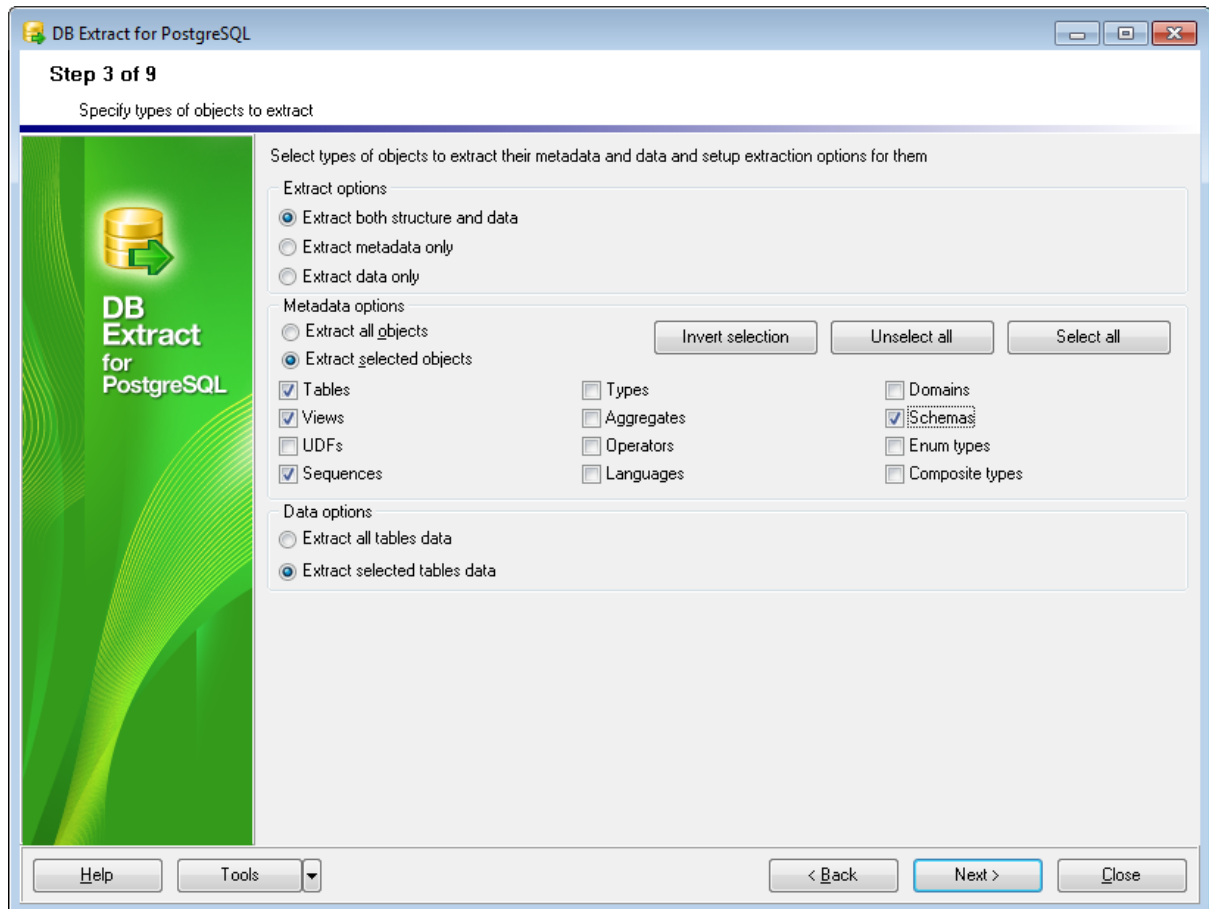 DB Extract for PostgreSQL
Step 3 of 9
Specify types of objects to extract
DB
Extract
for
PostgreSQL
Select types of objects to extract their metadata and data and setup extraction options for them
Extract options
Extract both structure and data
Extract metadata only
Extract data only
Metadata options
Extract all objects
Extract selected objects
Invert selection Unselect all Select all
Tables Types Domains
Views Aggregates Schemas
UDFs Operators Enum types
Sequences Languages Composite types
Data options
Extract all tables data
Extract selected tables data
Help Tools < Back Next > Close